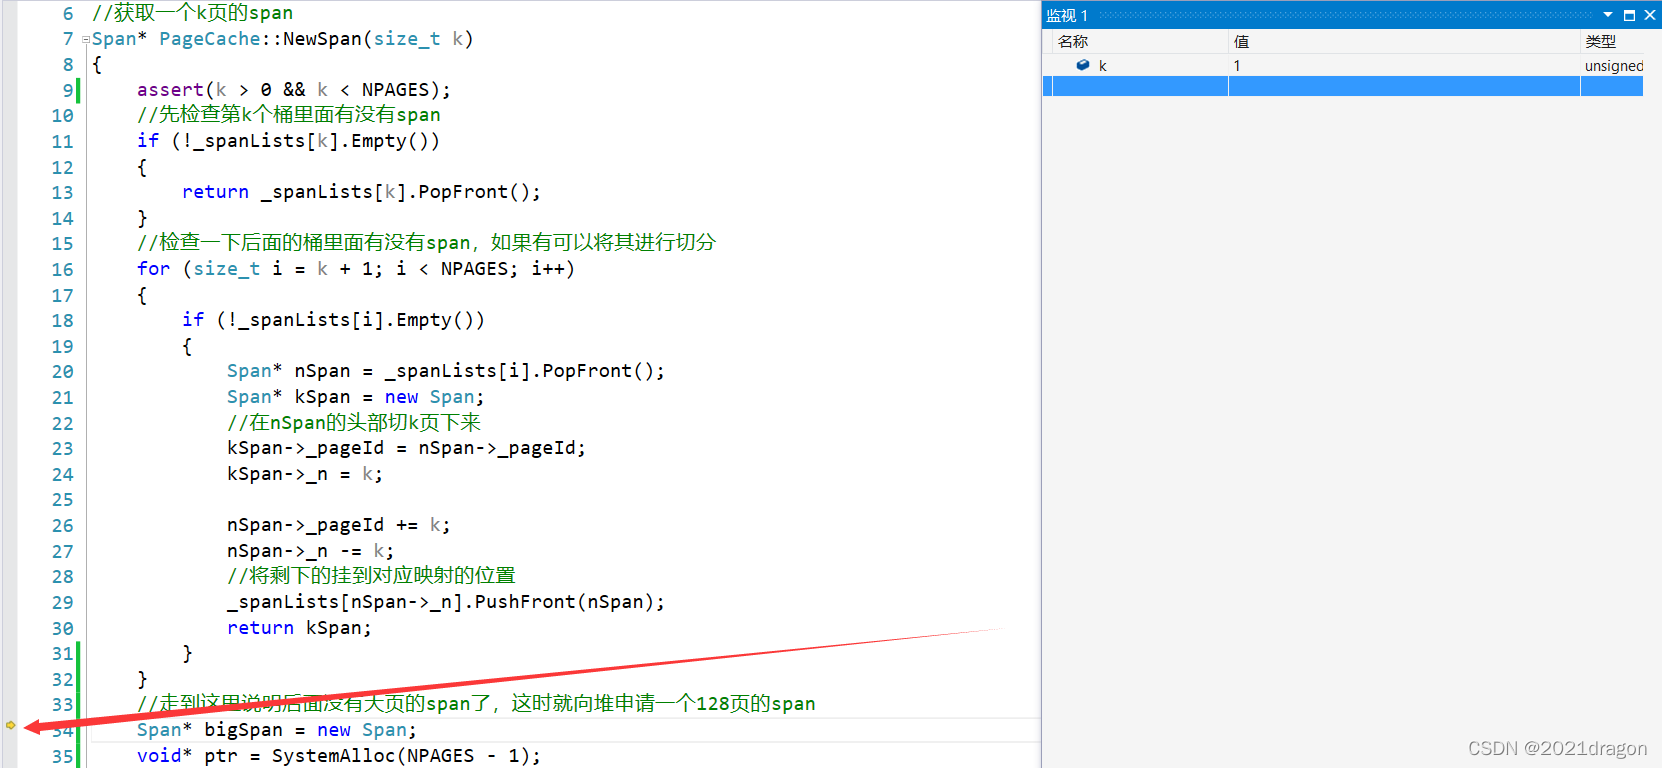 6 //获取一个k页的span
7 Span* PageCache::NewSpan(size_t k)
8 {
9 assert(k > 0 && k < NPAGES);
10 //先检查第k个桶里面有没有span
11 if (!_spanLists[k].Empty())
12 {
13 return _spanLists[k].PopFront();
14 }
15 //检查一下后面的桶里面有没有span，如果有可以将其进行切分
16 for (size_t i = k + 1; i < NPAGES; i++)
17 {
18 if (!_spanLists[i].Empty())
19 {
20 Span* nSpan = _spanLists[i].PopFront();
21 Span* kSpan = new Span;
22 //在nSpan的头部切k页下来
23 kSpan->_pageId = nSpan->_pageId;
24 kSpan->_n = k;
25
26 nSpan->_pageId += k;
27 nSpan->_n -= k;
28 //将剩下的挂到对应映射的位置
29 _spanLists[nSpan->_n].PushFront(nSpan);
30 return kSpan;
31 }
32 }
33 //走到这里说明后面没有大页的span了，这时就向堆申请一个128页的span
34 Span* bigSpan = new Span;
35 void* ptr = SystemAlloc(NPAGES - 1);
监视 1
名称 值 类型
k 1 unsigned
CSDN @2021dragon